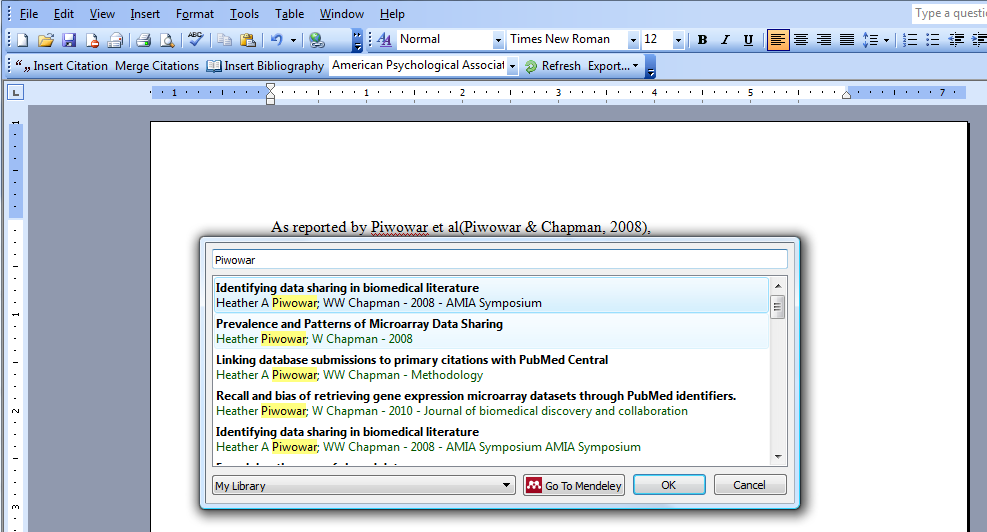 File Edit View Insert Format Tools Table Window Help Type a questi
Normal Times New Roman 12 B I U
Insert Citation Merge Citations Insert Bibliography American Psychological Associat Refresh Export...
1 1 2 3 4 5 7
As reported by Piwowar et al(Piwowar & Chapman, 2008),
Piwowar
Identifying data sharing in biomedical literature
Heather A Piwowar; WW Chapman - 2008 - AMIA Symposium
Prevalence and Patterns of Microarray Data Sharing
Heather Piwowar; W Chapman - 2008
Linking database submissions to primary citations with PubMed Central
Heather A Piwowar; WW Chapman - Methodology
Recall and bias of retrieving gene expression microarray datasets through PubMed identifiers.
Heather Piwowar; W Chapman - 2010 - Journal of biomedical discovery and collaboration
Identifying data sharing in biomedical literature
Heather A Piwowar; WW Chapman - 2008 - AMIA Symposium AMIA Symposium
My Library Go To Mendeley OK Cancel